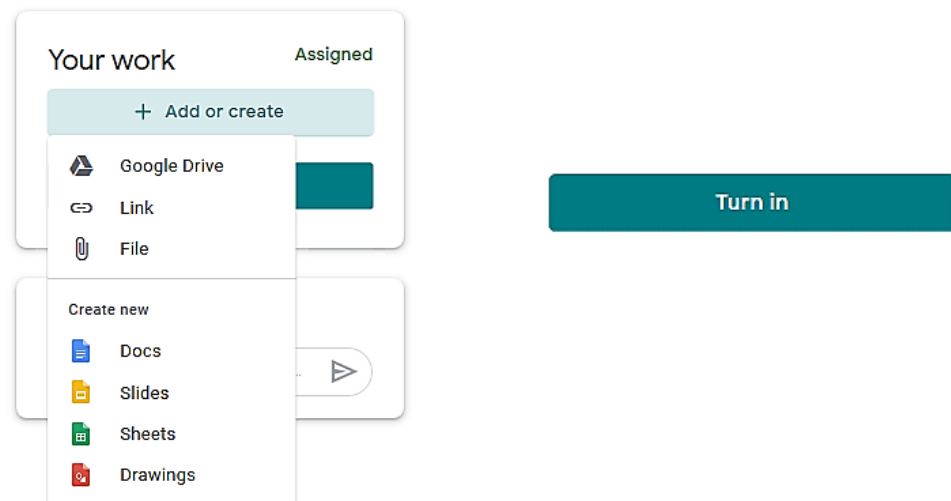 Your work
Assigned
+ Add or create
Google Drive
Link
File
Create new
Docs
Slides
Sheets
Drawings
Turn in